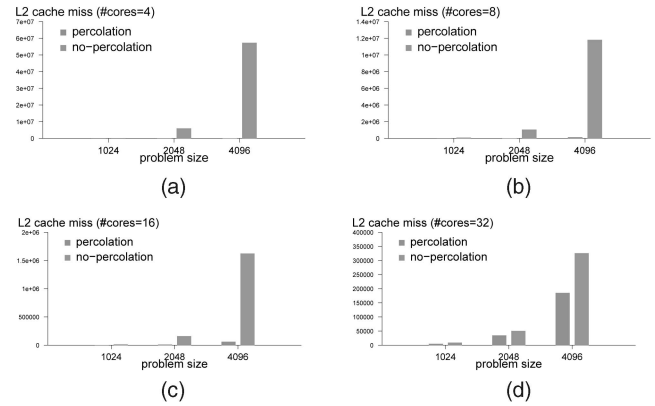 L2 cache miss (#cores=4)
percolation
no-percolation
7e+07
6e+07
5e+07
4e+07
3e+07
2e+07
1e+07
0
1024 2048 4096
problem size
(a)
L2 cache miss (#cores=8)
percolation
no-percolation
1.4e+07
1.2e+07
1e+07
8e+06
6e+06
4e+06
2e+06
0
1024 2048 4096
problem size
(b)
L2 cache miss (#cores=16)
percolation
no-percolation
2e+06
1.5e+06
1e+06
500000
0
1024 2048 4096
problem size
(c)
L2 cache miss (#cores=32)
percolation
no-percolation
400000
350000
300000
250000
200000
150000
100000
50000
0
1024 2048 4096
problem size
(d)